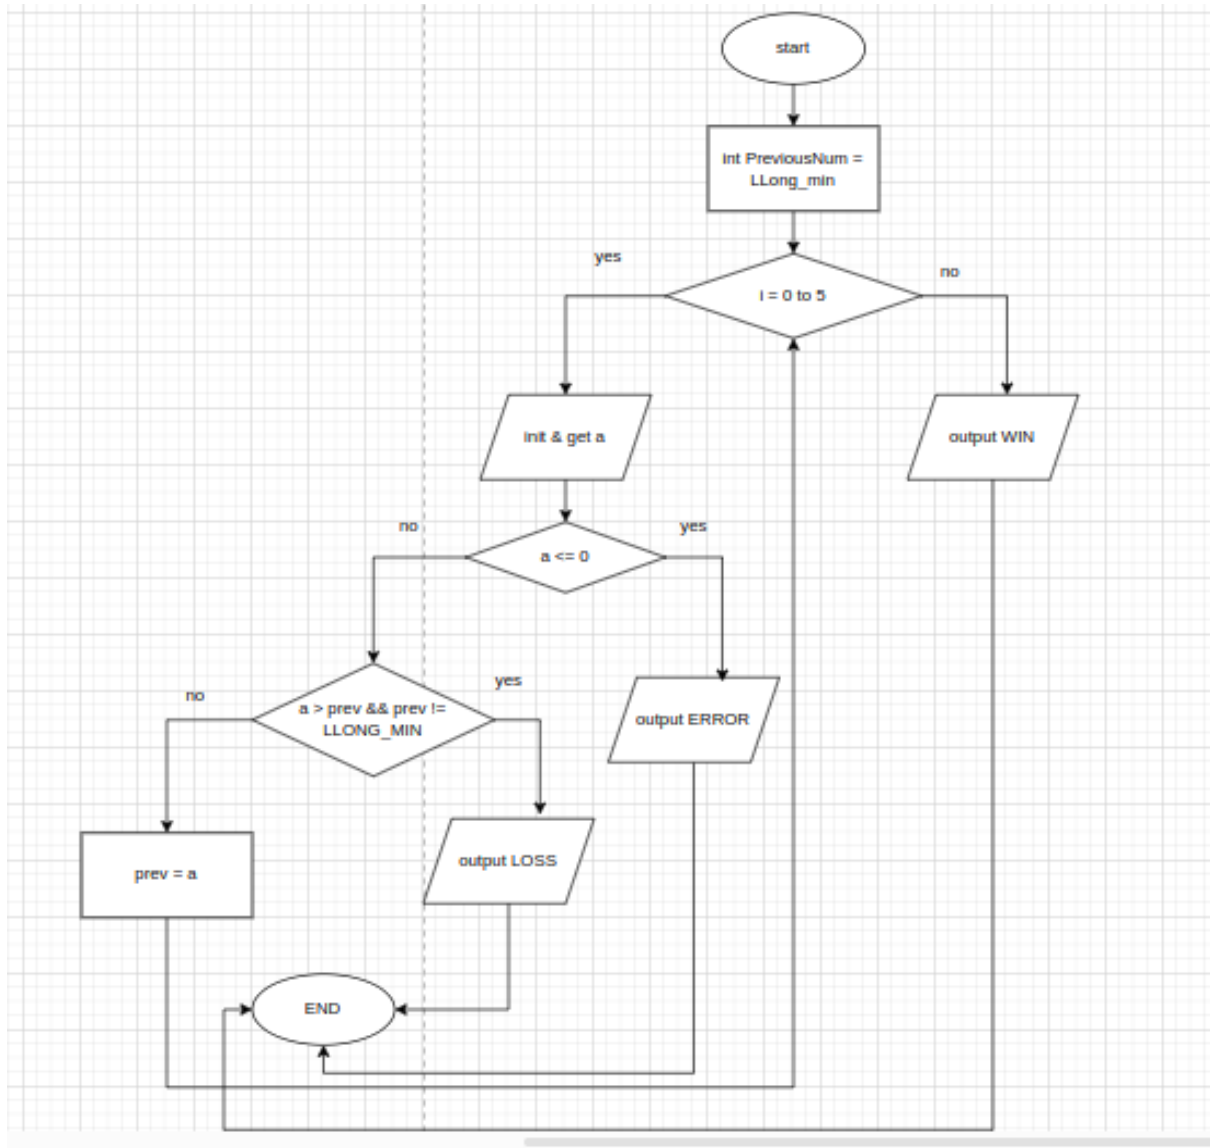 start
int PreviousNum =
LLong_min
yes
no
i = 0 to 5
init & get a
output WIN
no
yes
a <= 0
no
yes
a > prev && prev !=
LLONG_MIN
output ERROR
output LOSS
prev = a
END